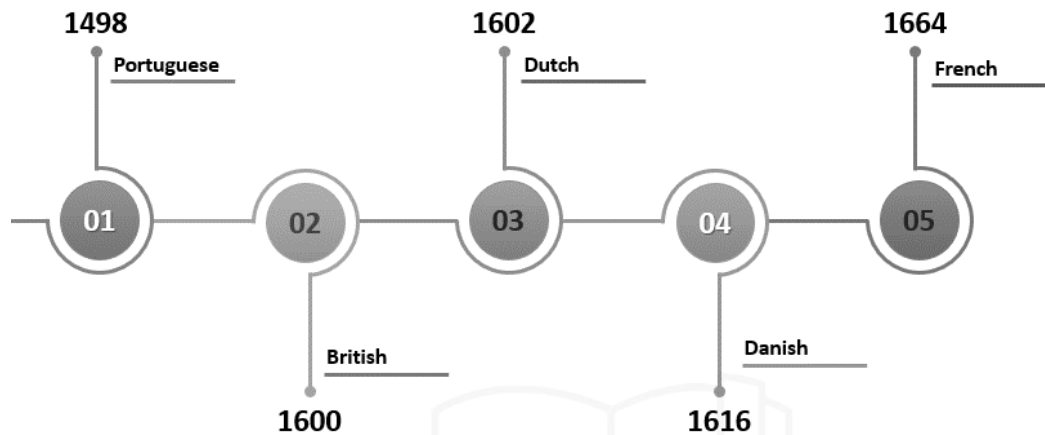 1498
Portuguese
1602
Dutch
1664
French
01
02
03
04
05
British
1600
Danish
1616